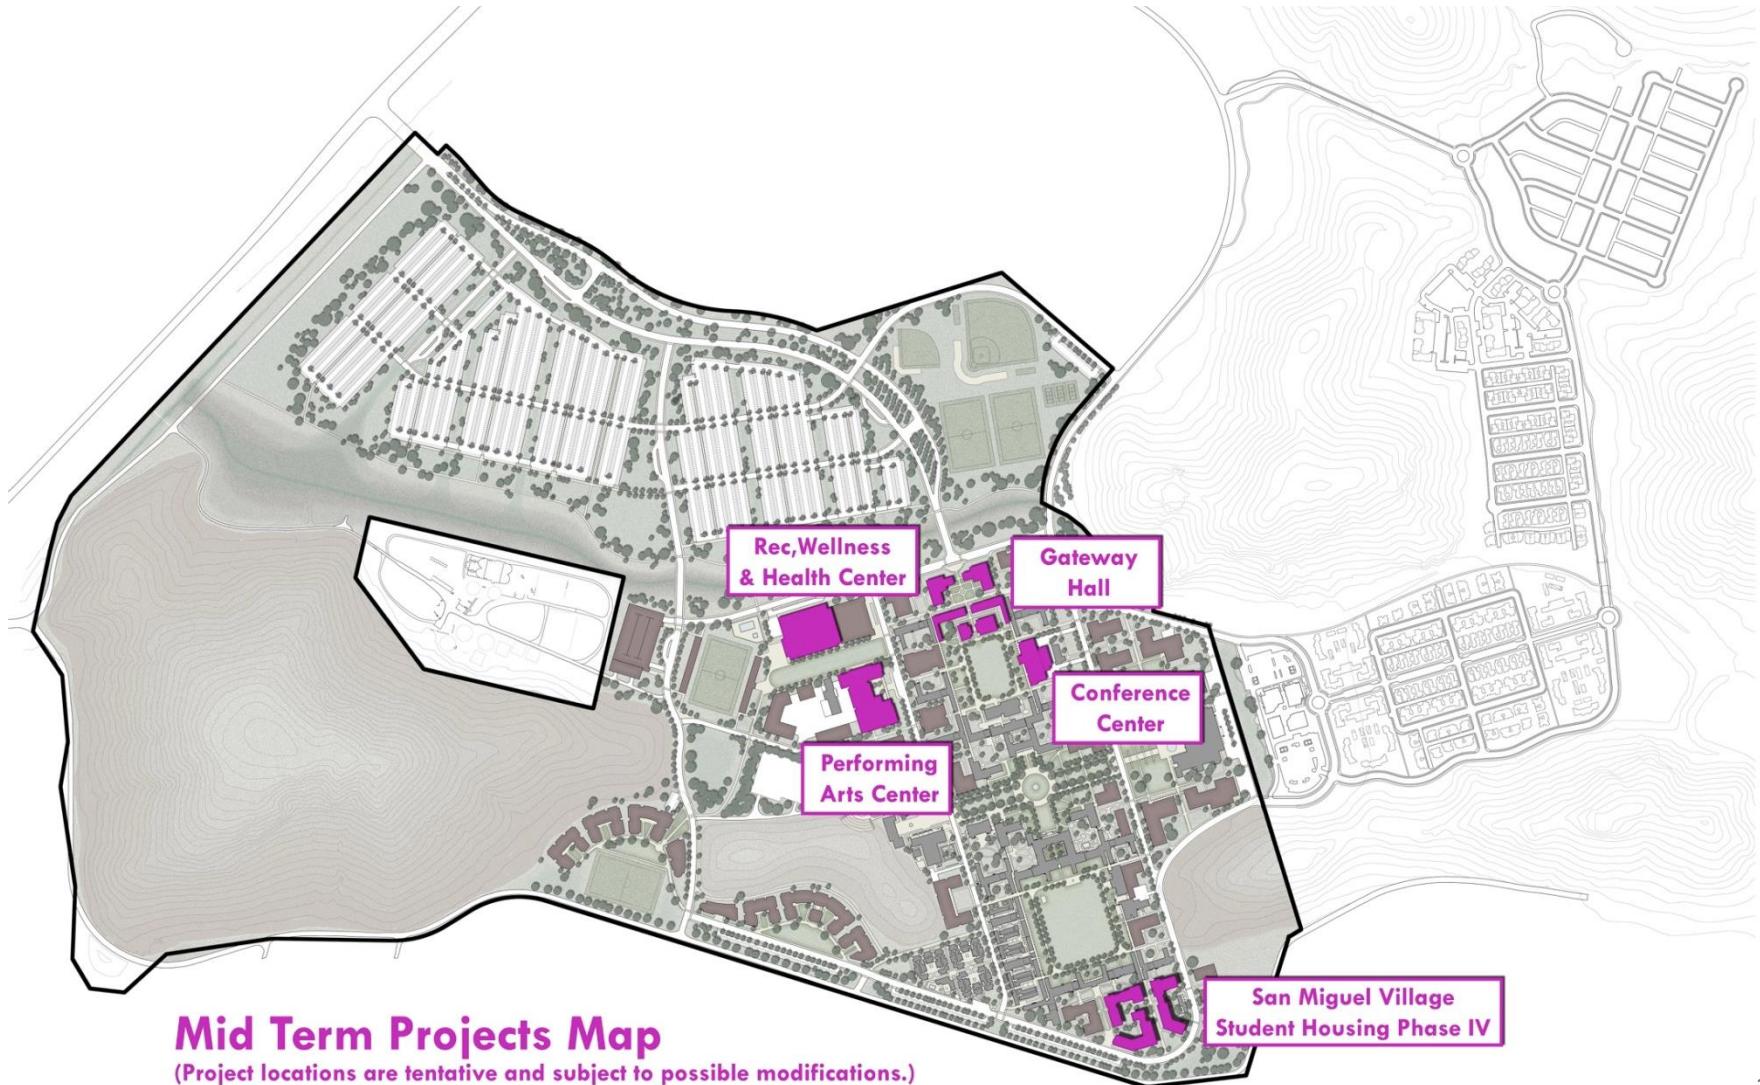 Rec,Wellness
& Health Center
Gateway
Hall
Conference
Center
Performing
Arts Center
San Miguel Village
Student Housing Phase IV
Mid Term Projects Map
(Project locations are tentative and subject to possible modifications.)